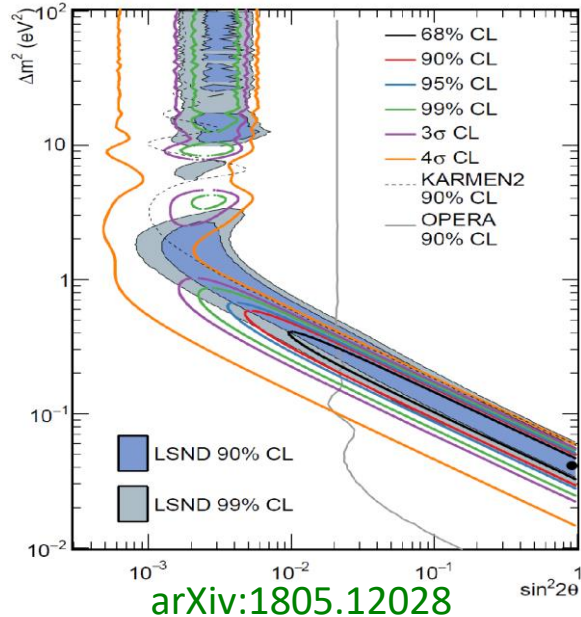 Δm² (eV²)
10²
10
1
10⁻¹
10⁻²
68% CL
90% CL
95% CL
99% CL
3σ CL
4σ CL
KARMEN2
90% CL
OPERA
90% CL
LSND 90% CL
LSND 99% CL
10⁻³
10⁻²
10⁻¹
1
sin²2θ
arXiv:1805.12028